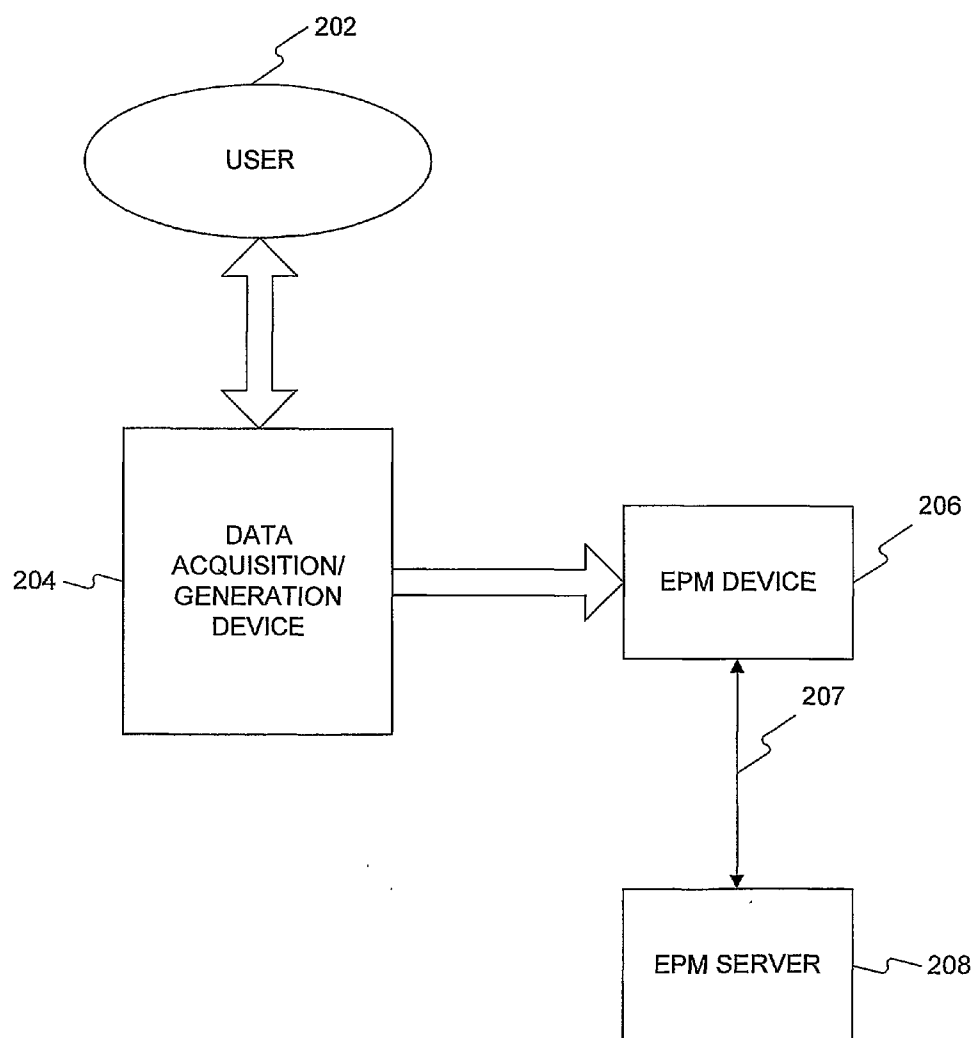 202
USER
206
DATA
ACQUISITION/
GENERATION
DEVICE
204
EPM DEVICE
207
EPM SERVER
208